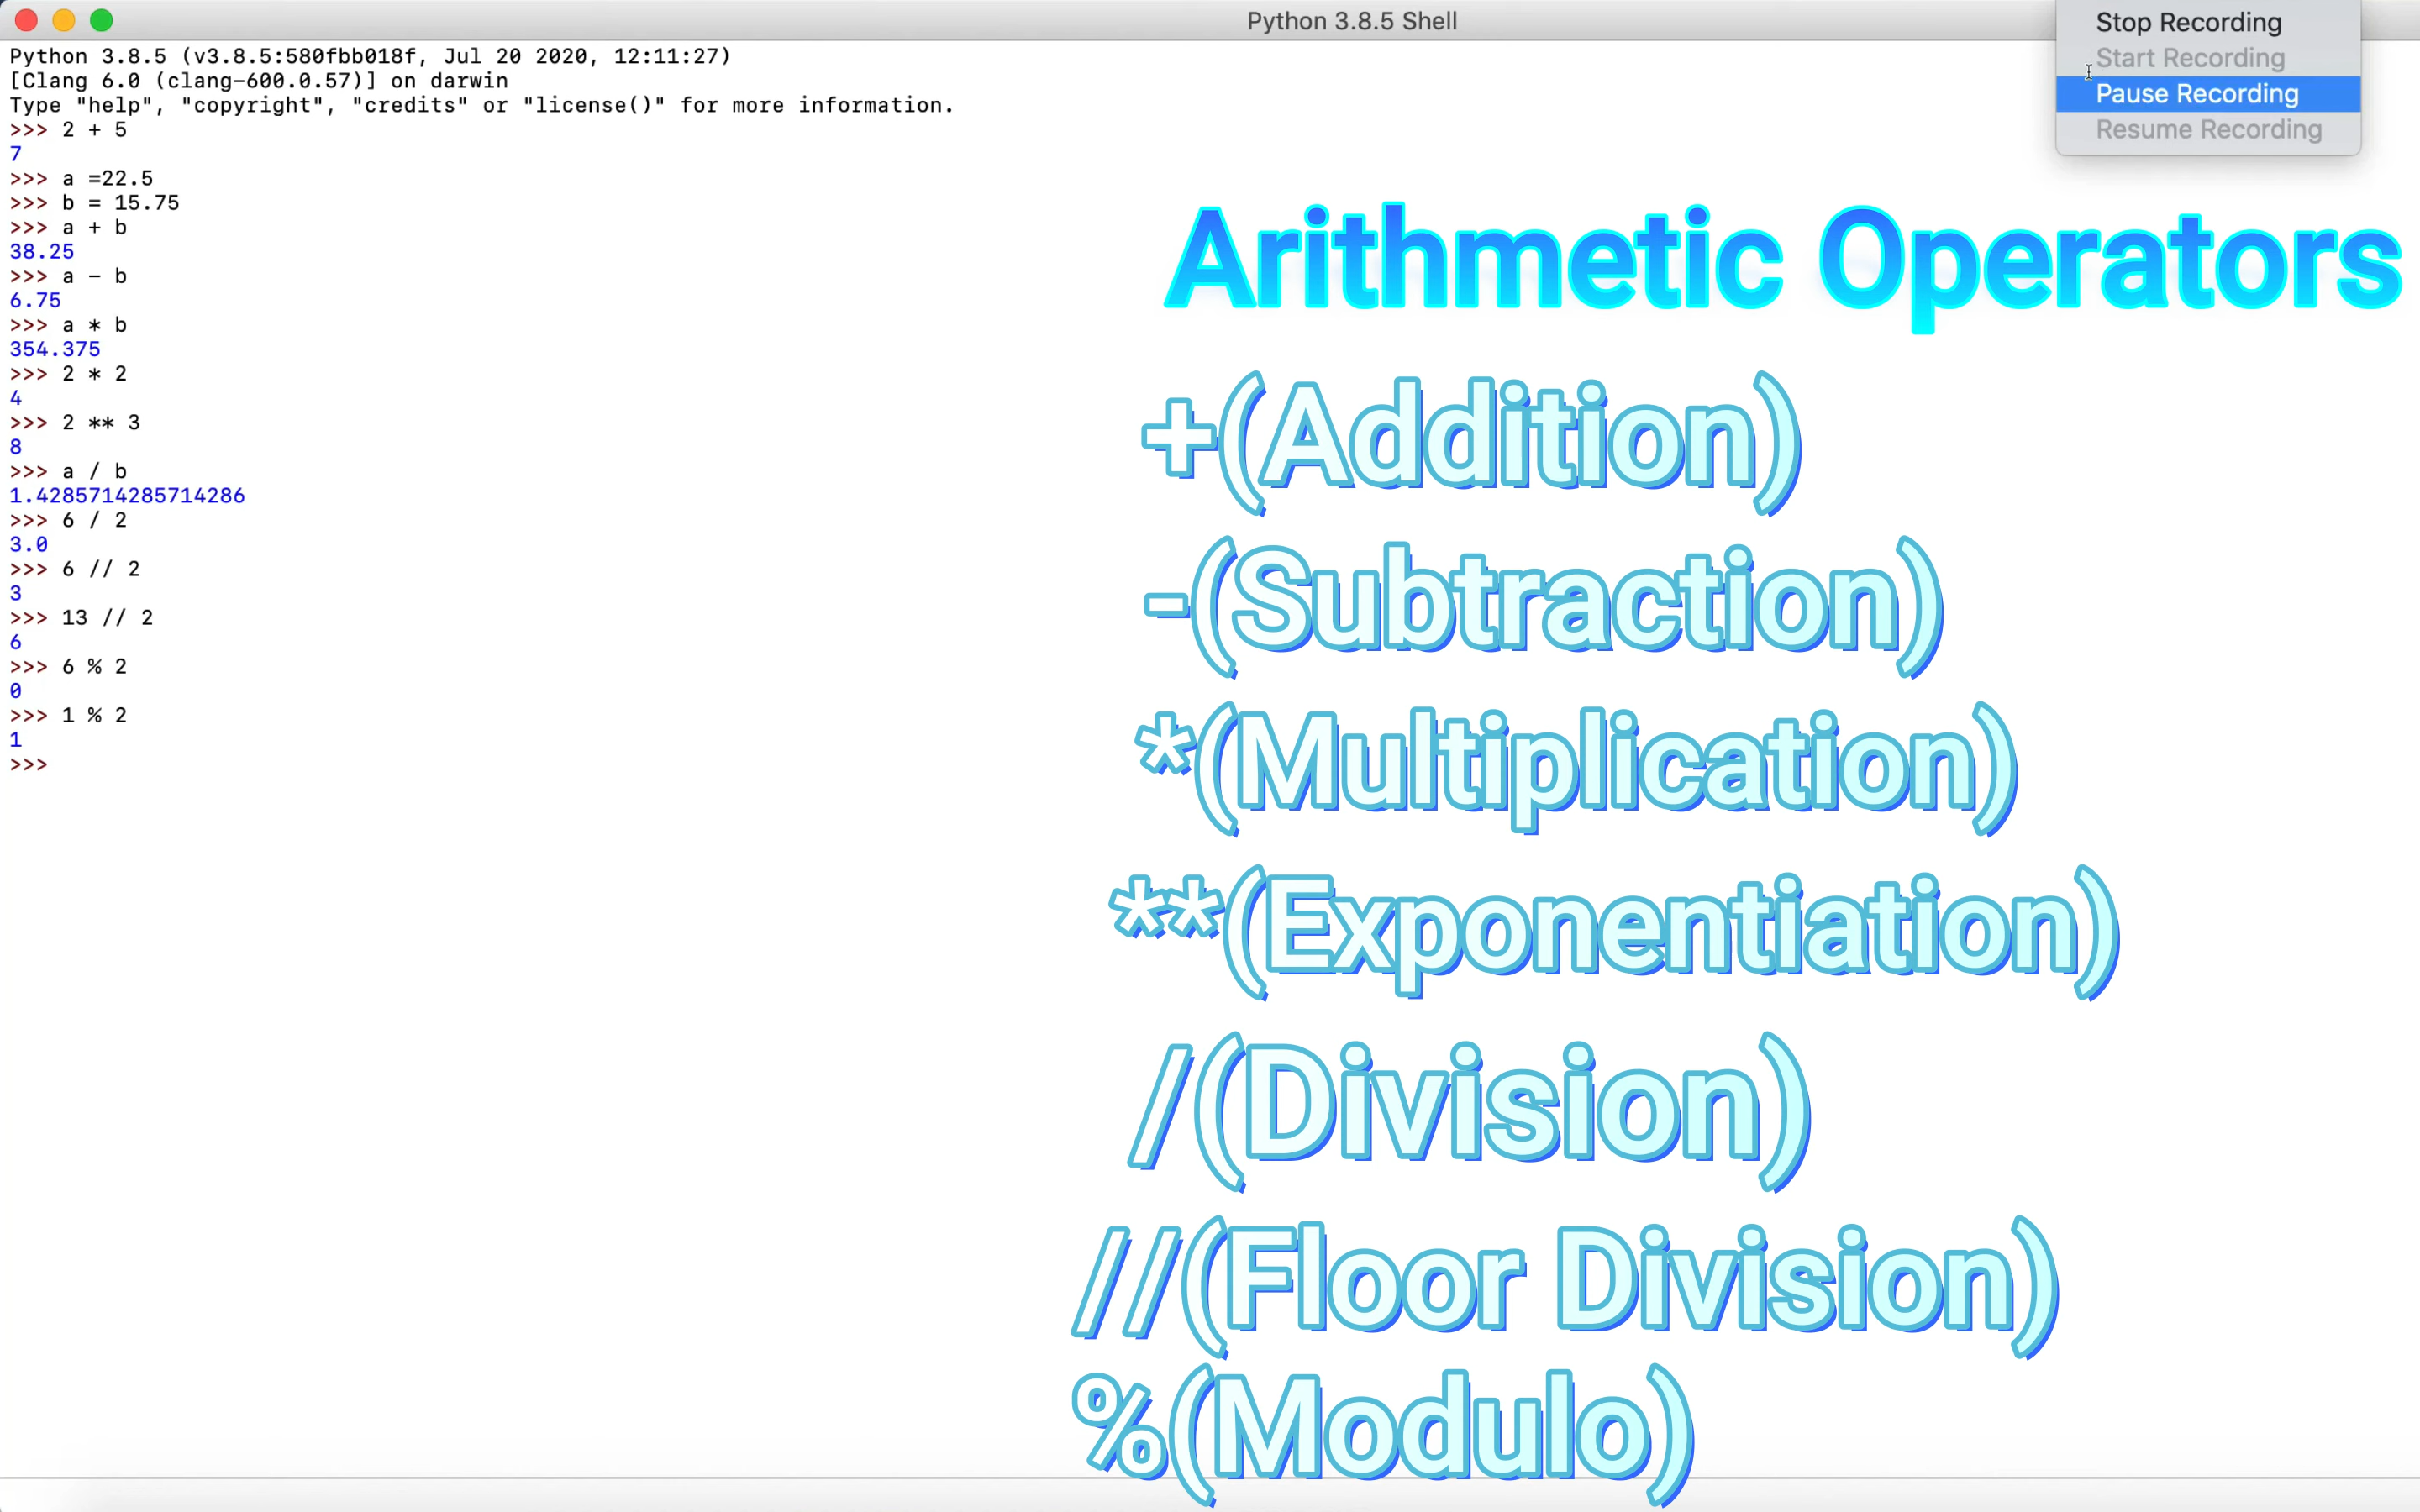 Python 3.8.5 Shell
Stop Recording
Start Recording
Pause Recording
Resume Recording
Python 3.8.5 (v3.8.5:580fbb018f, Jul 20 2020, 12:11:27)
[Clang 6.0 (clang-600.0.57)] on darwin
Type "help", "copyright", "credits" or "license()" for more information.
>>> 2 + 5
7
>>> a =22.5
>>> b = 15.75
>>> a + b
38.25
>>> a - b
6.75
>>> a * b
354.375
>>> 2 * 2
4
>>> 2 ** 3
8
>>> a / b
1.4285714285714286
>>> 6 / 2
3.0
>>> 6 // 2
3
>>> 13 // 2
6
>>> 6 % 2
0
>>> 1 % 2
1
>>>
Arithmetic Operators
+(Addition)
-(Subtraction)
*(Multiplication)
**(Exponentiation)
/(Division)
//(Floor Division)
%(Modulo)